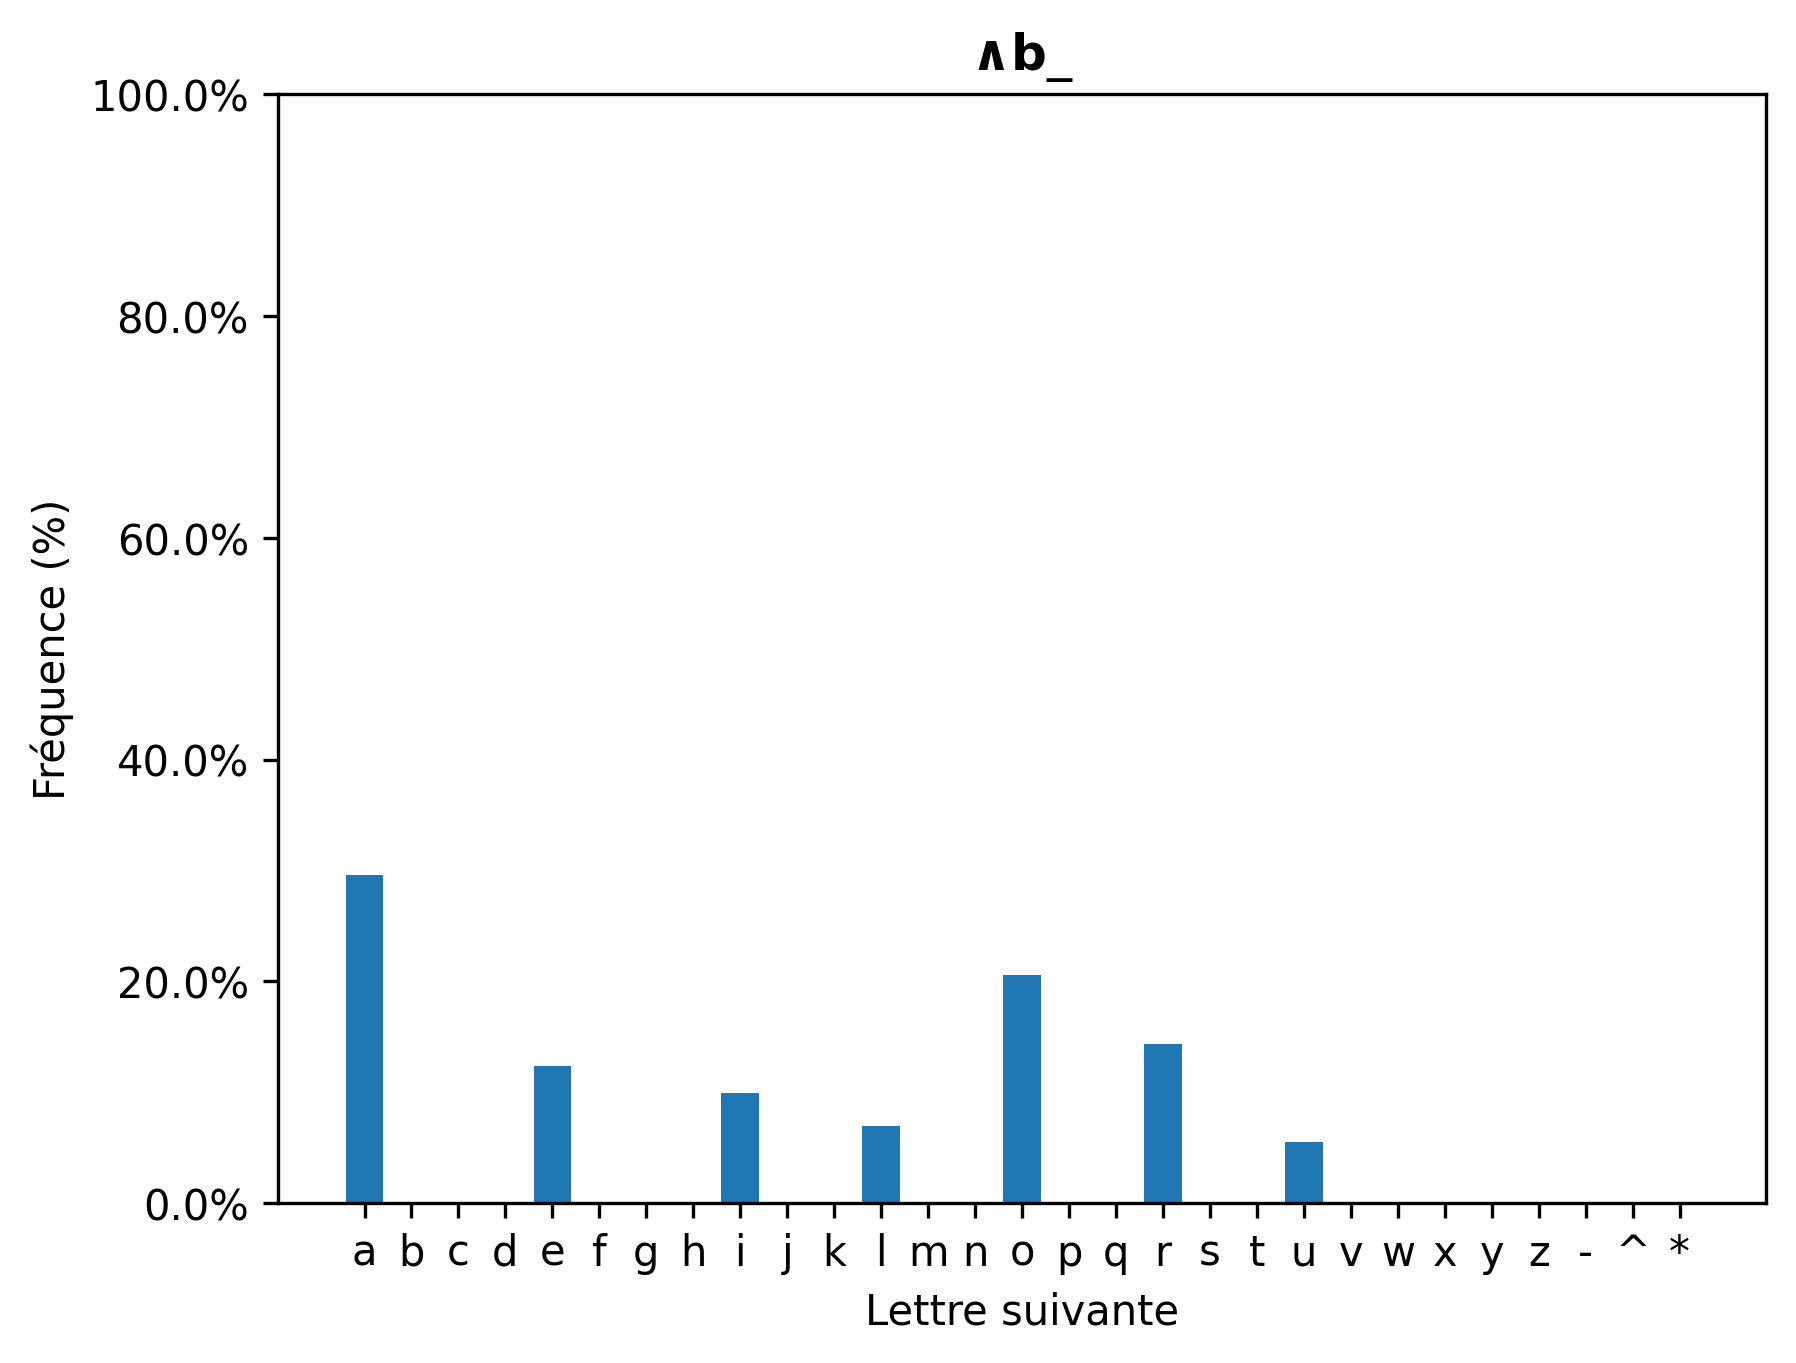 ∧b_
100.0%
80.0%
60.0%
40.0%
20.0%
0.0%
Fréquence (%)
a b c d e f g h i j k l m n o p q r s t u v w x y z - ^ *
Lettre suivante